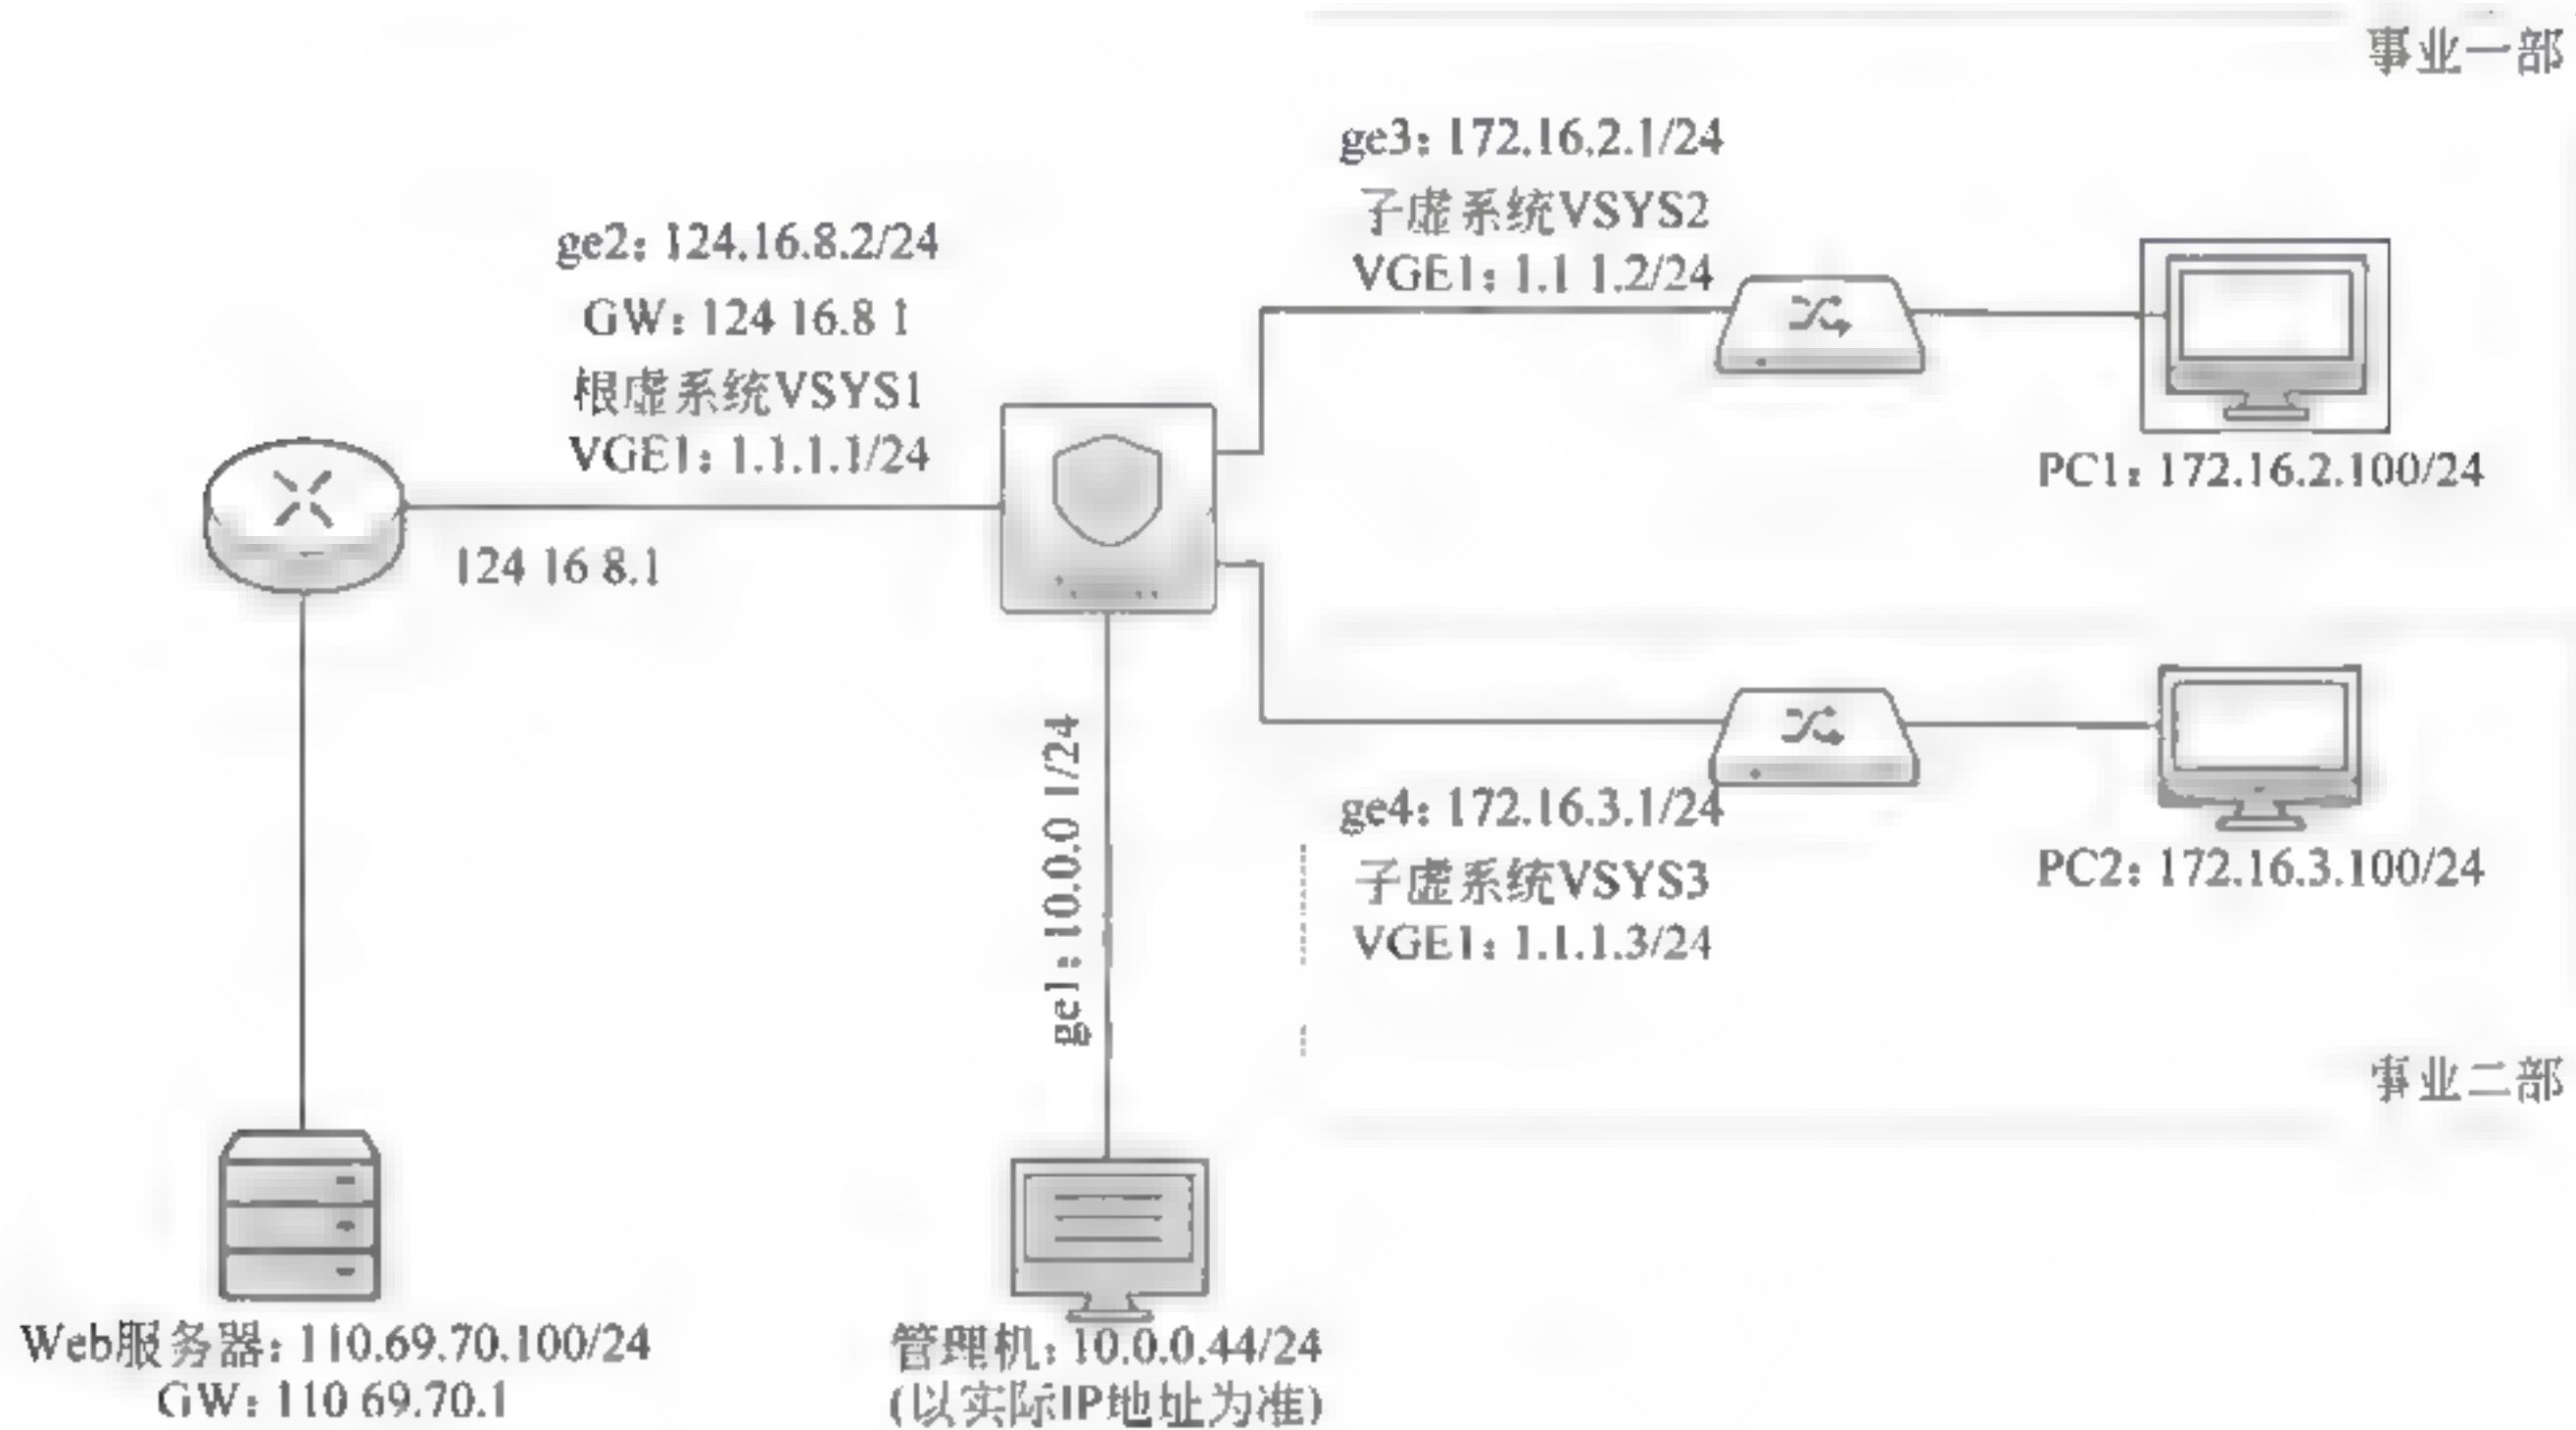 事业一部
ge3: 172.16.2.1/24
子虚系统VSYS2
VGE1: 1.1 1.2/24
ge2: 124.16.8.2/24
GW: 124 16.8 1
根虚系统VSYS1
VGE1: 1.1.1.1/24
124 16 8.1
PC1: 172.16.2.100/24
ge1: 10.0.0 1/24
ge4: 172.16.3.1/24
子虚系统VSYS3
VGE1: 1.1.1.3/24
PC2: 172.16.3.100/24
事业二部
Web服务器: 110.69.70.100/24
GW: 110 69.70.1
管理机: 10.0.0.44/24
(以实际IP地址为准)